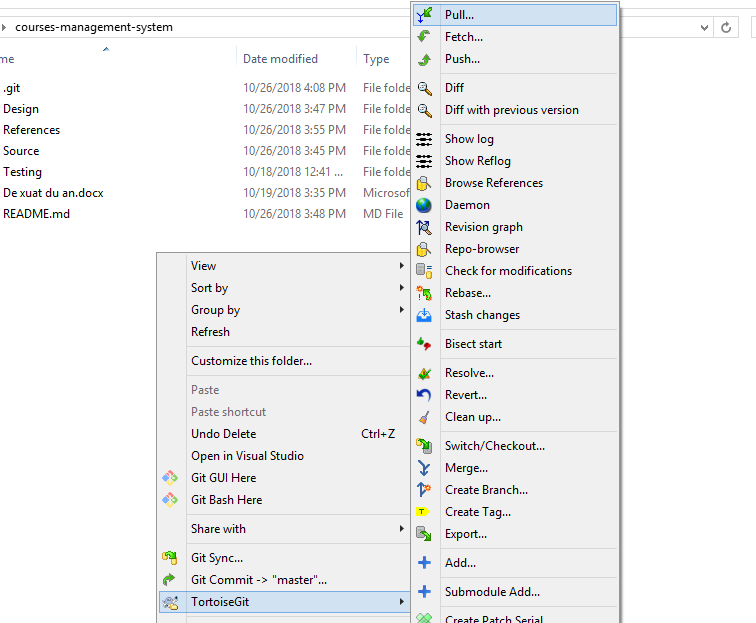 courses-management-system
me Date modified Type
.git 10/26/2018 4:08 PM File folde
Design 10/26/2018 3:47 PM File folde
References 10/26/2018 3:55 PM File folde
Source 10/26/2018 3:45 PM File folde
Testing 10/18/2018 12:41 ... File folde
De xuat du an.docx 10/19/2018 3:35 PM Microsof
README.md 10/26/2018 3:48 PM MD File
View
Sort by
Group by
Refresh
Customize this folder...
Paste
Paste shortcut
Undo Delete Ctrl+Z
Open in Visual Studio
Git GUI Here
Git Bash Here
Share with
Git Sync...
Git Commit -> "master"...
TortoiseGit
Pull...
Fetch...
Push...
Diff
Diff with previous version
Show log
Show Reflog
Browse References
Daemon
Revision graph
Repo-browser
Check for modifications
Rebase...
Stash changes
Bisect start
Resolve...
Revert...
Clean up...
Switch/Checkout...
Merge...
Create Branch...
Create Tag...
Export...
Add...
Submodule Add...
Create Patch Serial